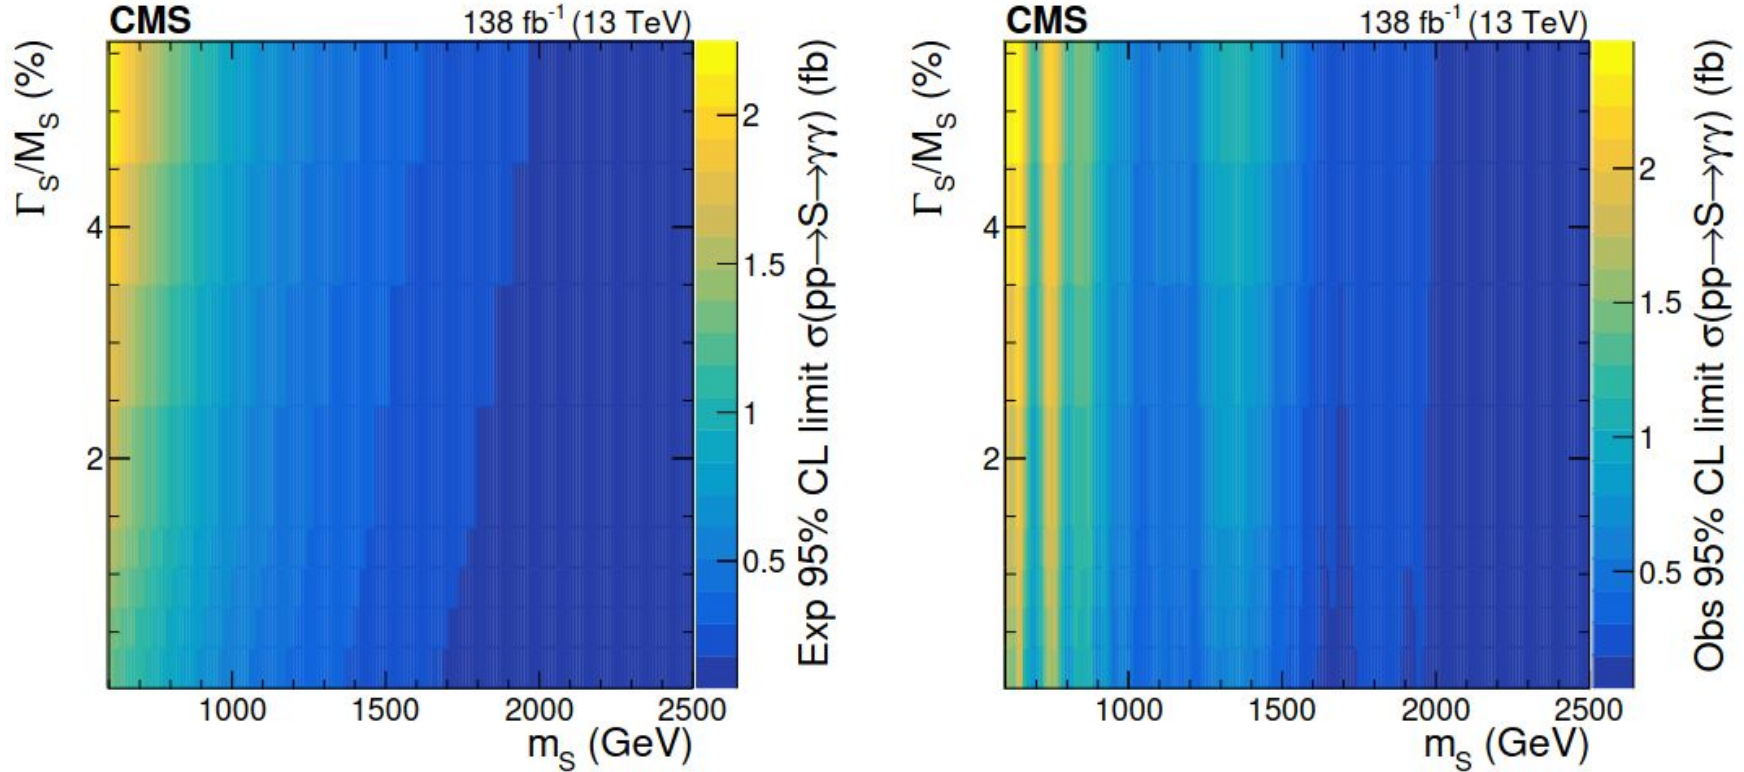 CMS 138 fb⁻¹ (13 TeV)
Γ_S/M_S (%)
4
2
1000 1500 2000 2500
m_S (GeV)
2
1.5
1
0.5
Exp 95% CL limit σ(pp→S→γγ) (fb)
CMS 138 fb⁻¹ (13 TeV)
Γ_S/M_S (%)
4
2
1000 1500 2000 2500
m_S (GeV)
2
1.5
1
0.5
Obs 95% CL limit σ(pp→S→γγ) (fb)